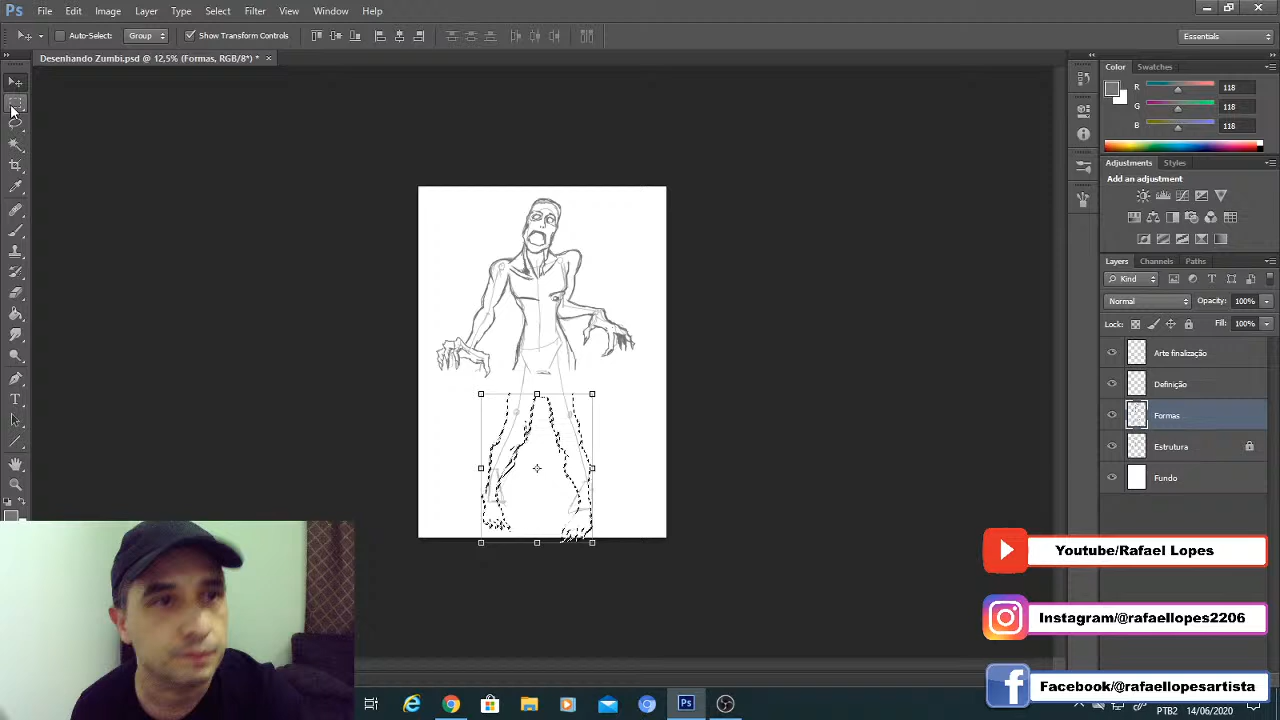 Ps File Edit Image Layer Type Select Filter View Window Help
Auto-Select: Group Show Transform Controls Essentials
Desenhando Zumbi.psd @ 12,5% (Formas, RGB/8*) *
Color Swatches
R 118
G 118
B 118
Adjustments Styles
Add an adjustment
Layers Channels Paths
Kind
Normal Opacity: 100%
Lock: Fill: 100%
Arte finalização
Definição
Formas
Estrutura
Fundo
Youtube/Rafael Lopes
Instagram/@rafaellopes2206
Facebook/@rafaellopesartista
Ps
PTB2 14/06/2020